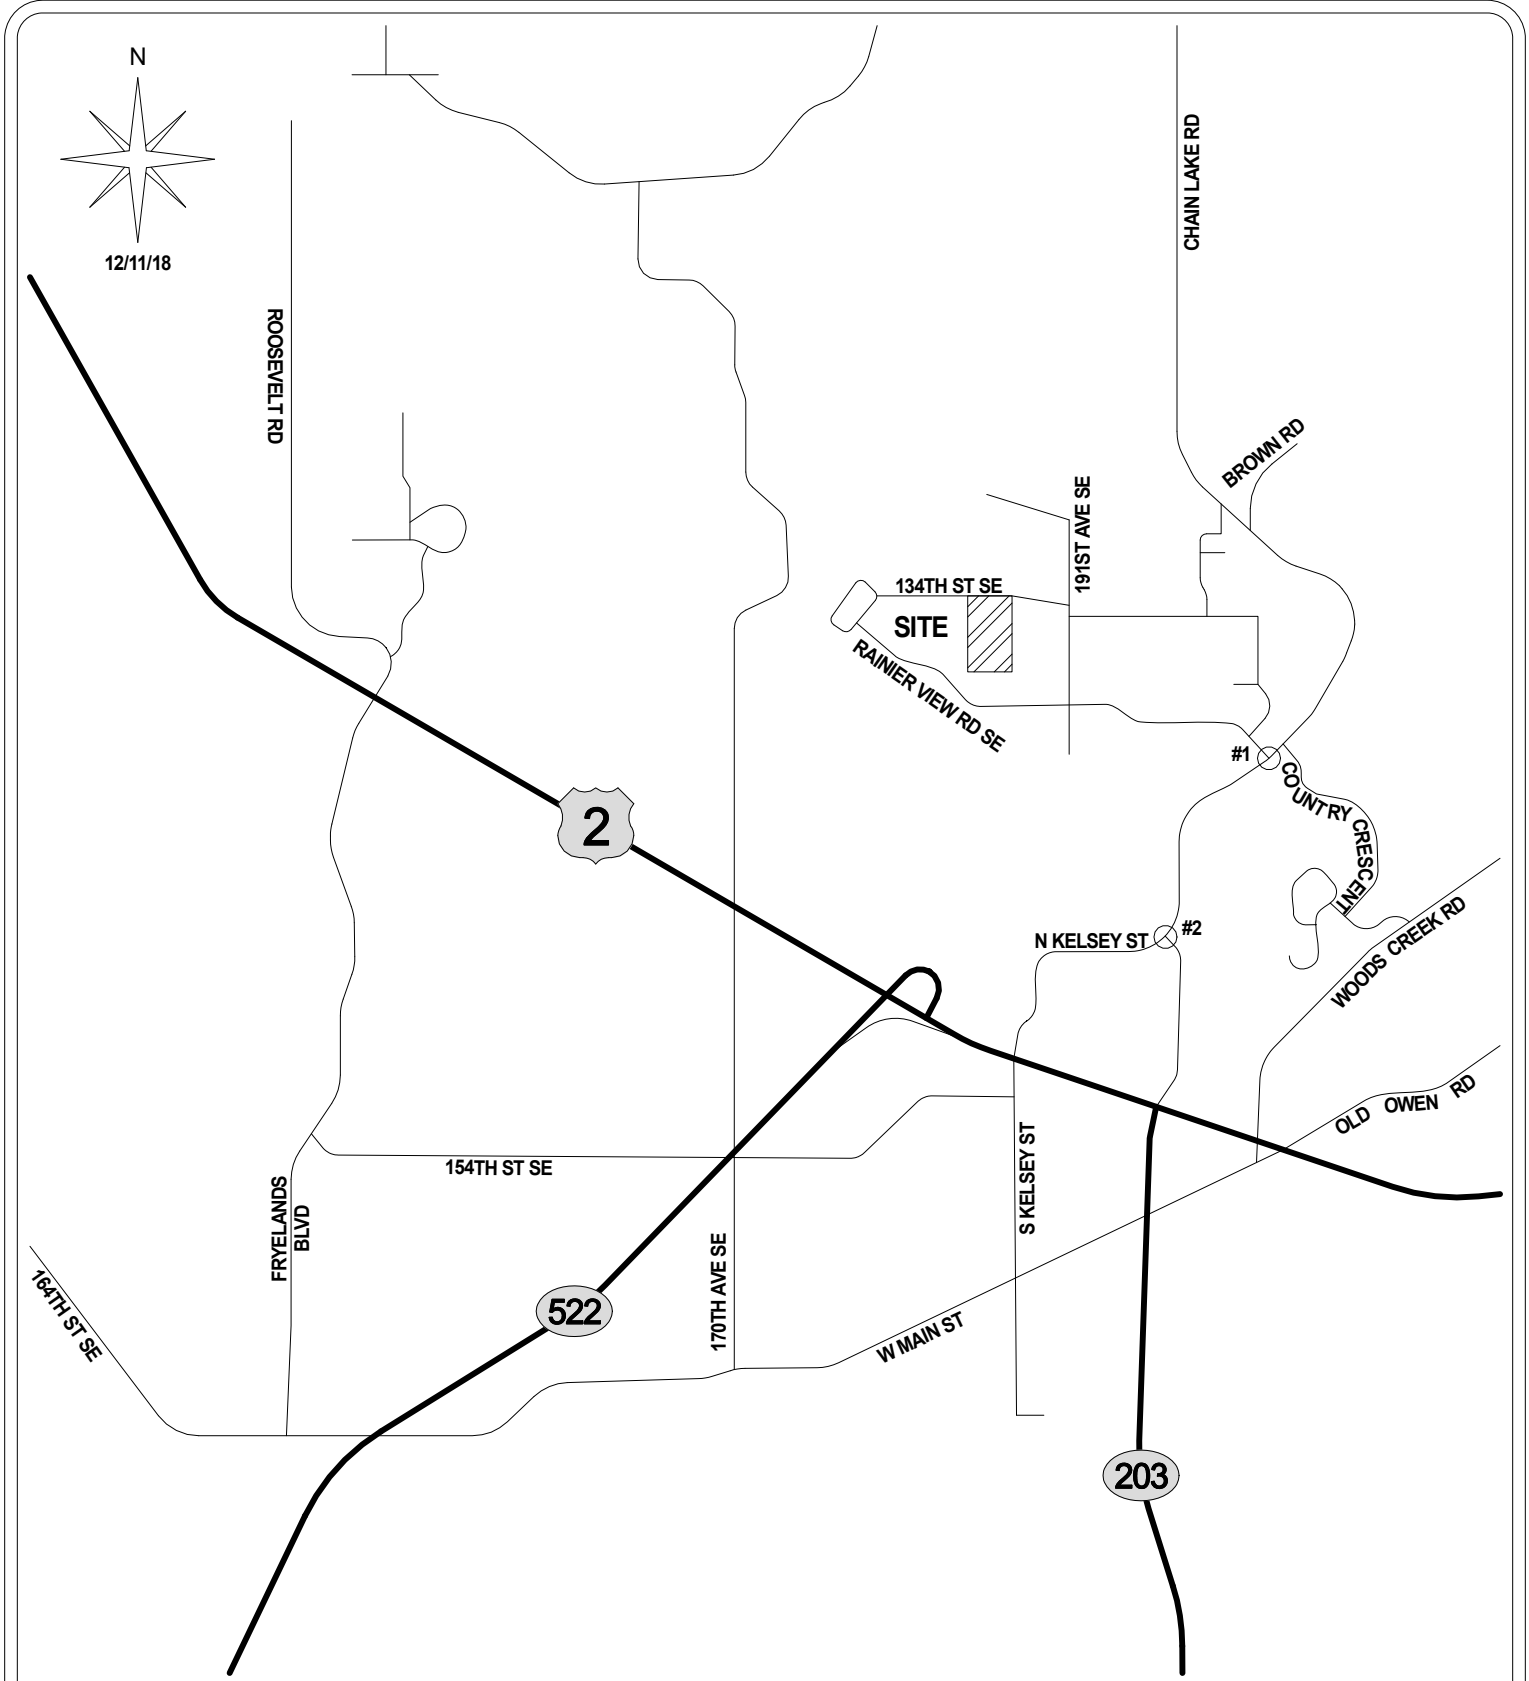 N
12/11/18
CHAIN LAKE RD
ROOSEVELT RD
BROWN RD
191ST AVE SE
134TH ST SE
SITE
RAINIER VIEW RD SE
#1
COUNTRY CRESCENT
2
N KELSEY ST
#2
WOODS CREEK RD
OLD OWEN RD
154TH ST SE
S KELSEY ST
FRYELANDS
BLVD
170TH AVE SE
164TH ST SE
522
W MAIN ST
203